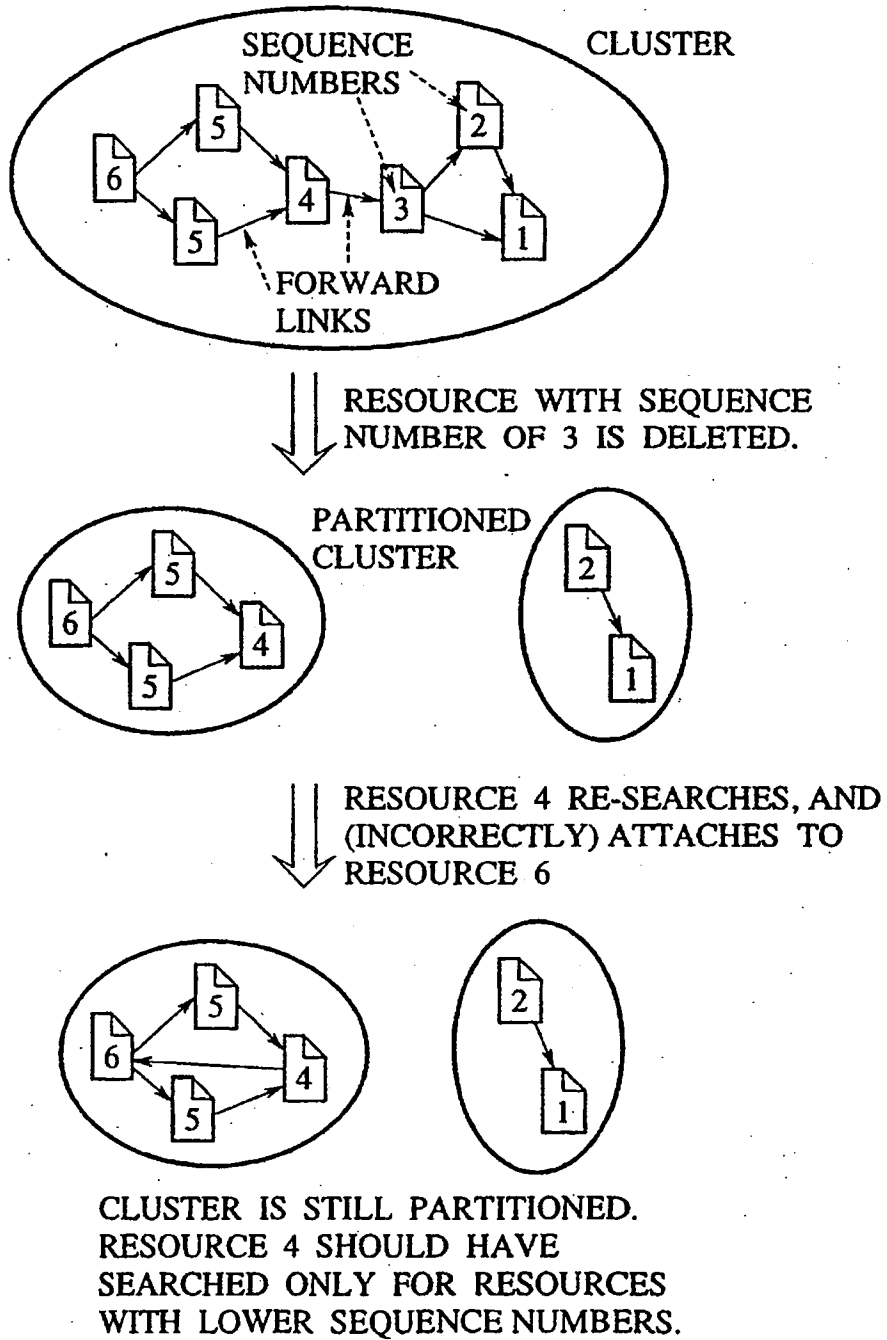 SEQUENCE
NUMBERS
CLUSTER
5
2
6
4
3
5
1
FORWARD
LINKS
RESOURCE WITH SEQUENCE
NUMBER OF 3 IS DELETED.
PARTITIONED
CLUSTER
5
2
6
4
5
1
RESOURCE 4 RE-SEARCHES, AND
(INCORRECTLY) ATTACHES TO
RESOURCE 6
5
2
6
4
5
1
CLUSTER IS STILL PARTITIONED.
RESOURCE 4 SHOULD HAVE
SEARCHED ONLY FOR RESOURCES
WITH LOWER SEQUENCE NUMBERS.